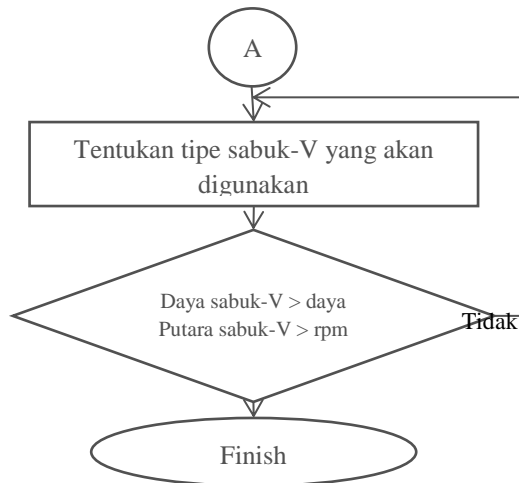 A
Tentukan tipe sabuk-V yang akan
digunakan
Daya sabuk-V > daya
Putara sabuk-V > rpm
Tidak
Finish